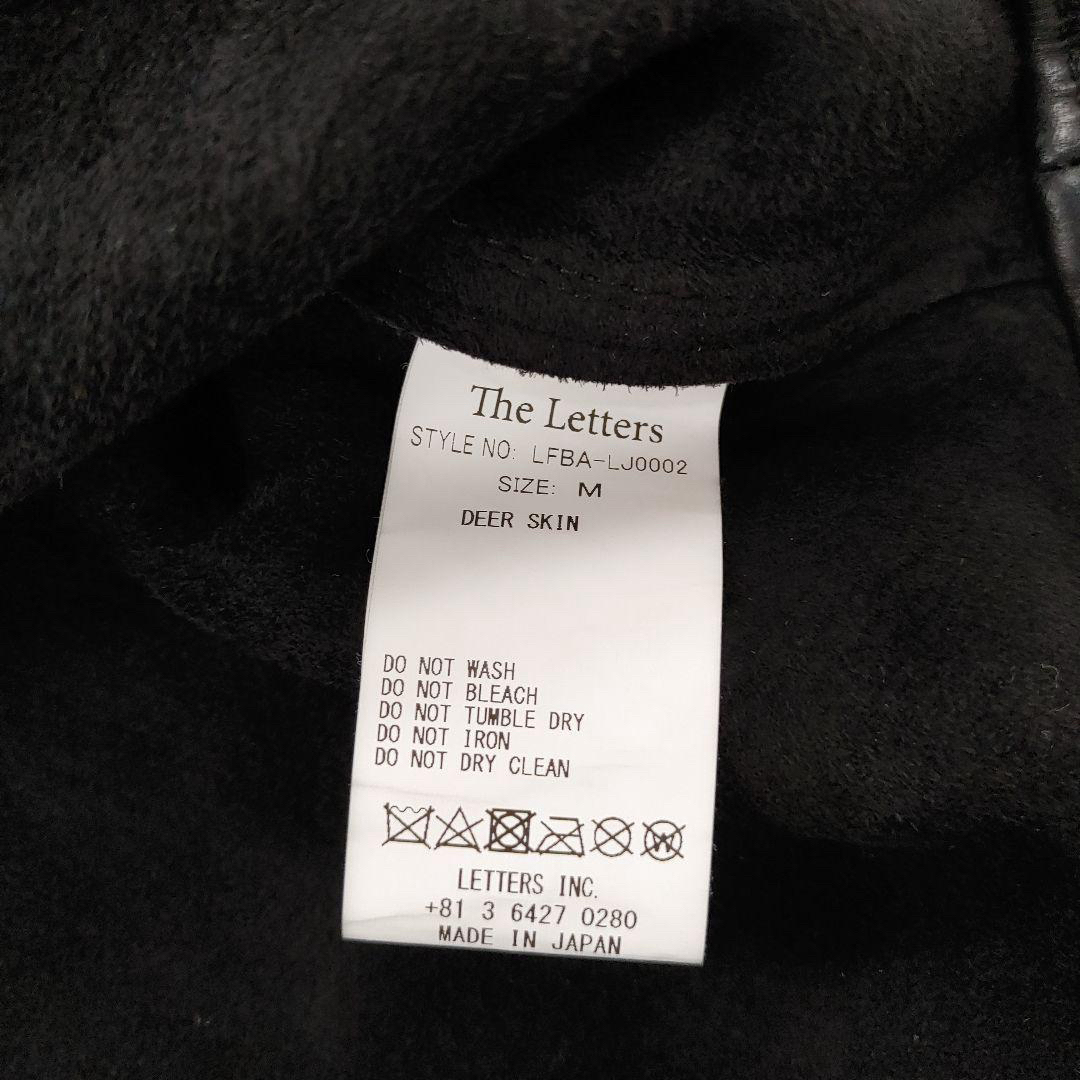 The Letters
STYLE NO: LFBA-LJ0002
SIZE: M
DEER SKIN
DO NOT WASH
DO NOT BLEACH
DO NOT TUMBLE DRY
DO NOT IRON
DO NOT DRY CLEAN
W
LETTERS INC.
+81 3 6427 0280
MADE IN JAPAN